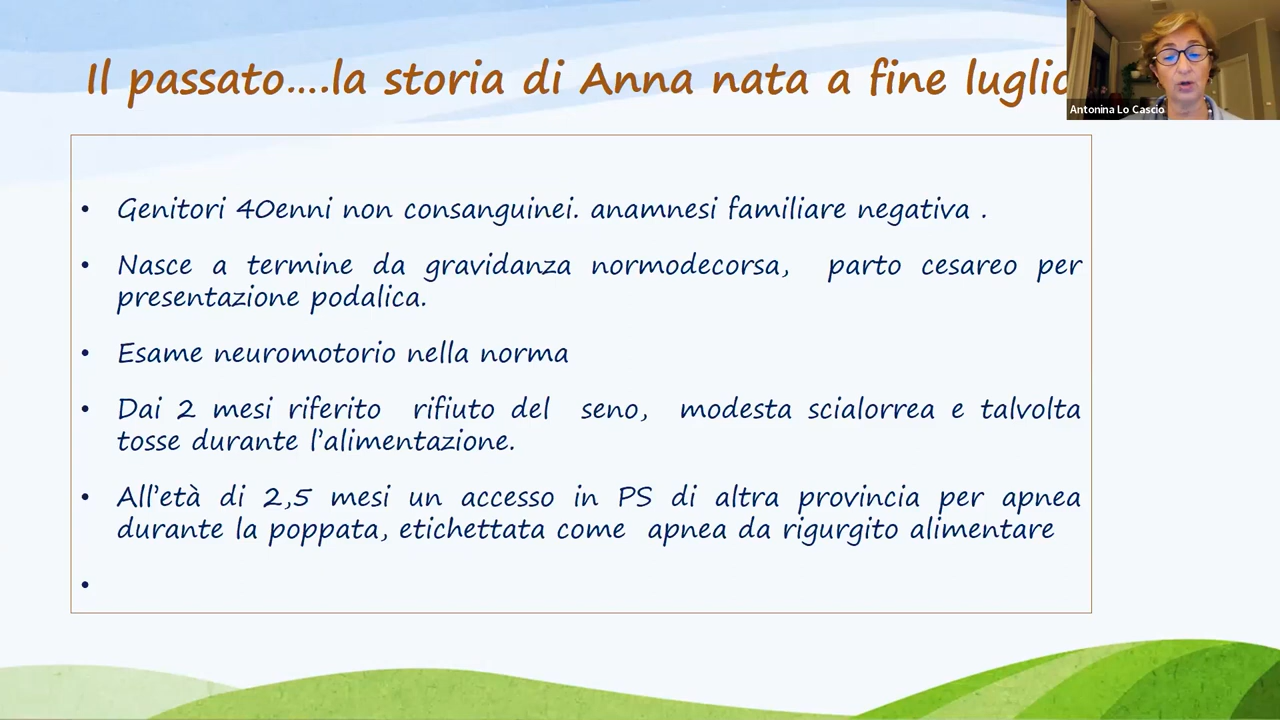 Il passato....la storia di Anna nata a fine luglio
Antonina Lo Cascio
• Genitori 40enni non consanguinei. anamnesi familiare negativa .
• Nasce a termine da gravidanza normodecorsa, parto cesareo per
presentazione podalica.
• Esame neuromotorio nella norma
• Dai 2 mesi riferito rifiuto del seno, modesta scialorrea e talvolta
tosse durante l'alimentazione.
• All'età di 2,5 mesi un accesso in PS di altra provincia per apnea
durante la poppata, etichettata come apnea da rigurgito alimentare
•